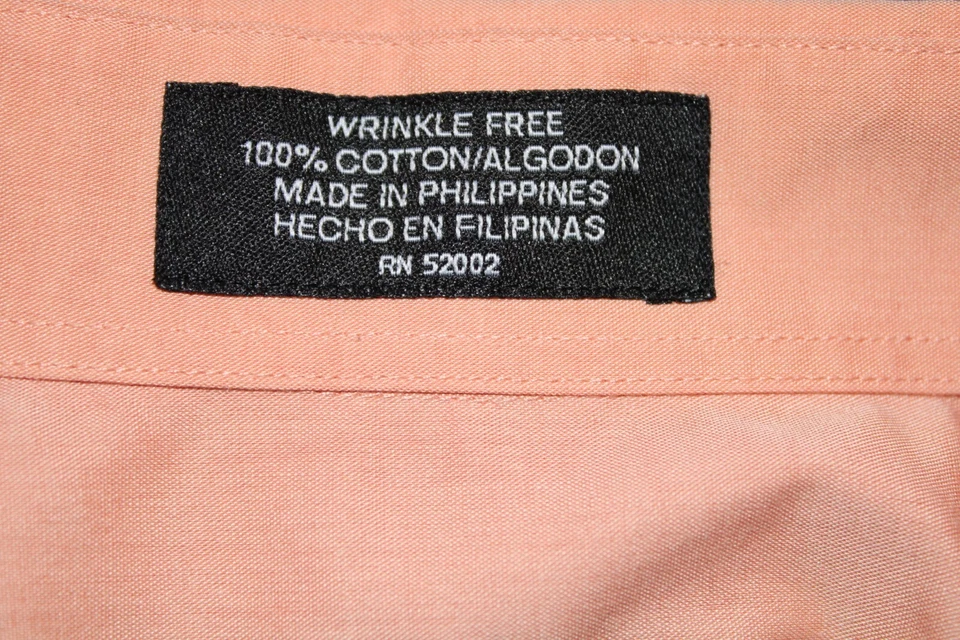 WRINKLE FREE
100% COTTON/ALGODON
MADE IN PHILIPPINES
HECHO EN FILIPINAS
RN 52002